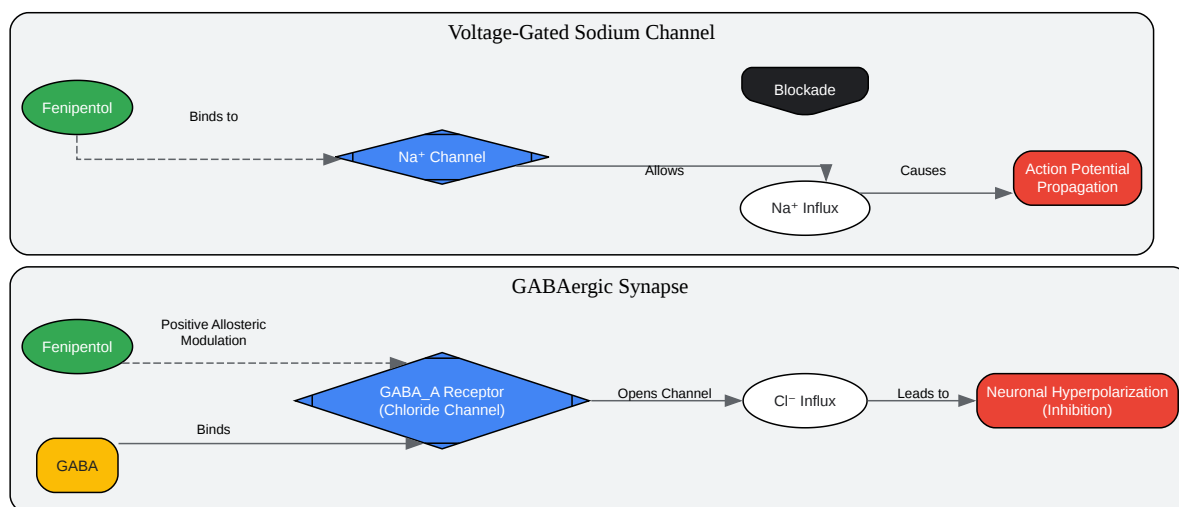 Voltage-Gated Sodium Channel
Fenipentol
Binds to
Na⁺ Channel
Allows
Blockade
Na⁺ Influx
Causes
Action Potential
Propagation
GABAergic Synapse
Fenipentol
Positive Allosteric
Modulation
GABA
Binds
GABA_A Receptor
(Chloride Channel)
Opens Channel
Cl⁻ Influx
Leads to
Neuronal Hyperpolarization
(Inhibition)